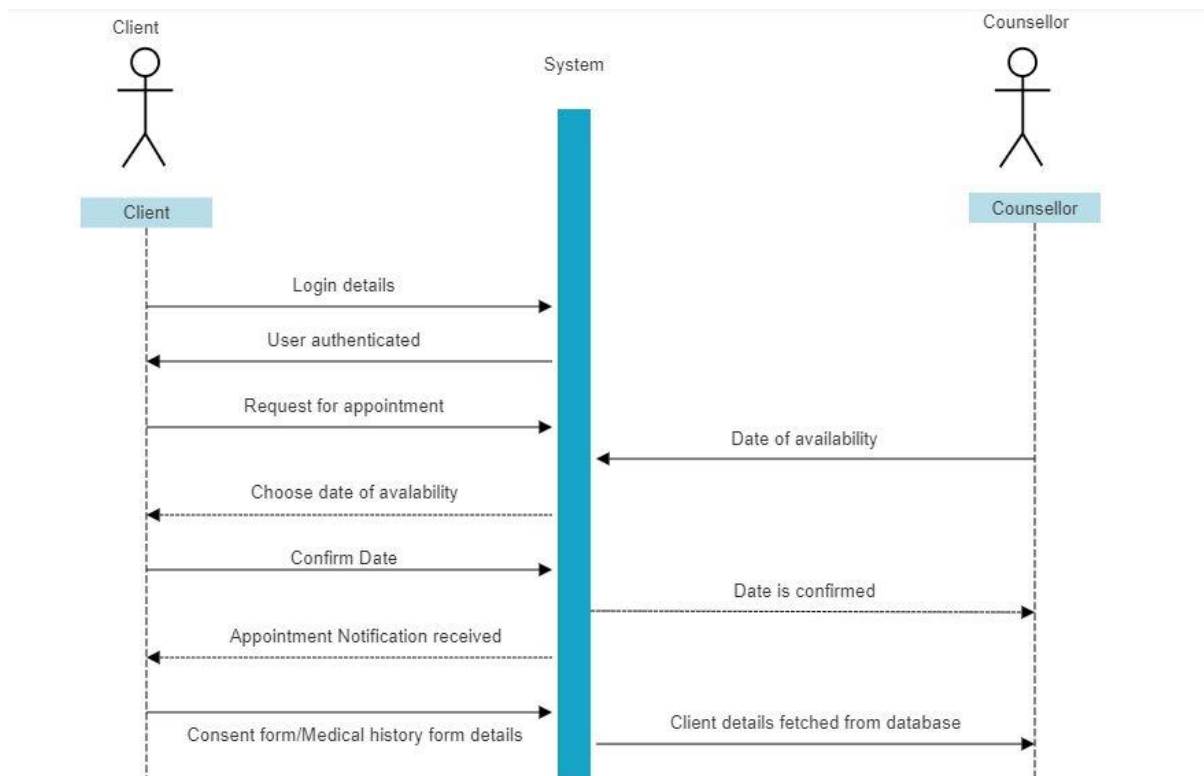 Client
Counsellor
System
Client
Counsellor
Login details
User authenticated
Request for appointment
Date of availability
Choose date of avalability
Confirm Date
Date is confirmed
Appointment Notification received
Consent form/Medical history form details
Client details fetched from database